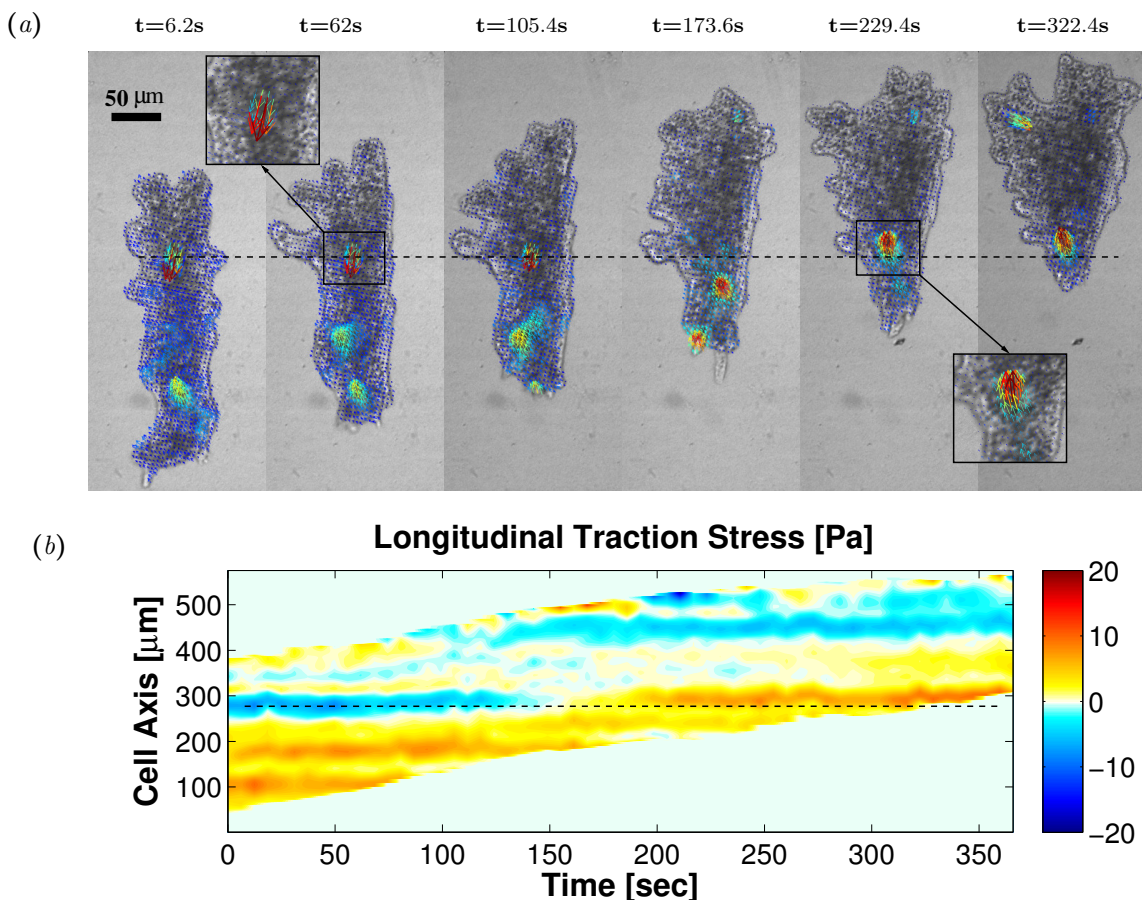 (a)
t=6.2s t=62s t=105.4s t=173.6s t=229.4s t=322.4s
50 μm
(b)
Longitudinal Traction Stress [Pa]
Cell Axis [μm]
500
400
300
200
100
0 50 100 150 200 250 300 350
Time [sec]
20
10
0
−10
−20